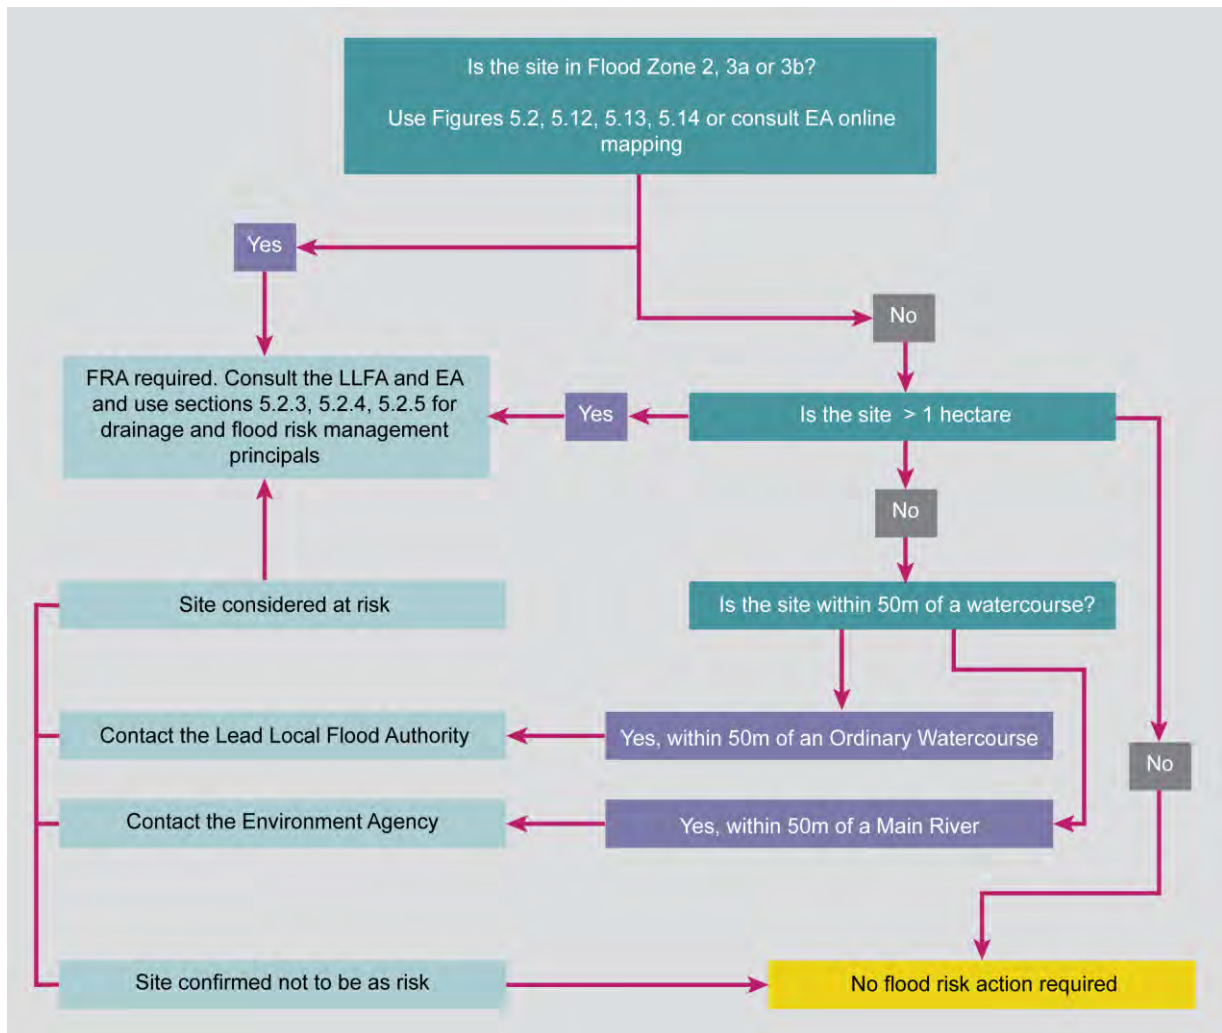 Is the site in Flood Zone 2, 3a or 3b?
Use Figures 5.2, 5.12, 5.13, 5.14 or consult EA online
mapping
Yes
No
FRA required. Consult the LLFA and EA
and use sections 5.2.3, 5.2.4, 5.2.5 for
drainage and flood risk management
principals
Yes
Is the site > 1 hectare
No
Site considered at risk
Is the site within 50m of a watercourse?
Contact the Lead Local Flood Authority
Yes, within 50m of an Ordinary Watercourse
No
Contact the Environment Agency
Yes, within 50m of a Main River
Site confirmed not to be as risk
No flood risk action required